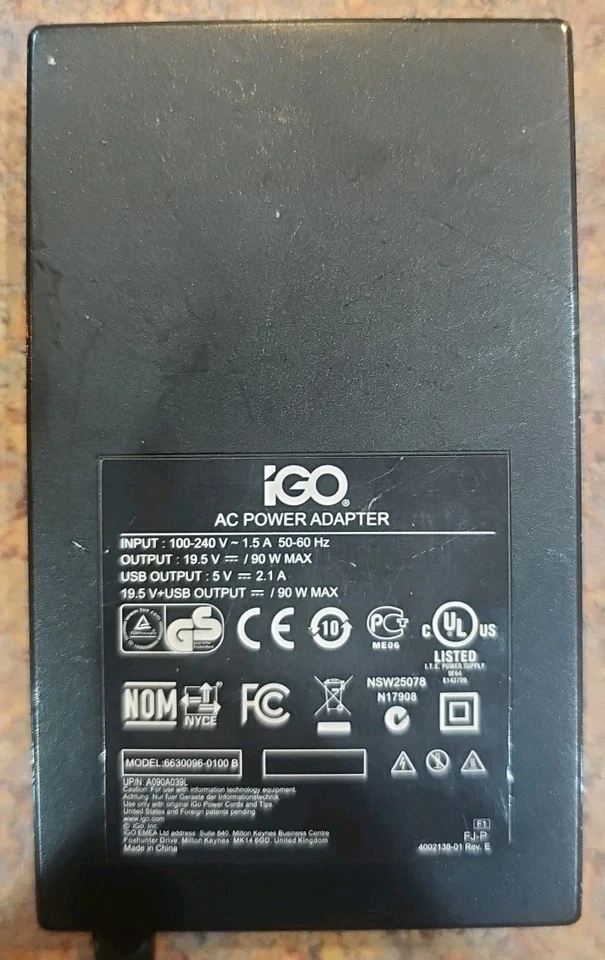 iGO®
AC POWER ADAPTER
INPUT : 100-240 V ~ 1.5 A 50-60 Hz
OUTPUT : 19.5 V ⎓ / 90 W MAX
USB OUTPUT : 5 V ⎓ 2.1 A
19.5 V+USB OUTPUT ⎓ / 90 W MAX
GS CE 10 PCT c UL US
ME06
LISTED
I.T.E. POWER SUPPLY
9F64
E143709
NSW25078
N17908
NOM NYCE FC
MODEL:6630096-0100 B
UP/N: A090A039L
Caution: For use with information technology equipment.
Achtung: Nur fuer Geraete der Informationstechnik.
Use only with original iGo Power Cords and Tips
United States and Foreign patents pending.
www.igo.com
© iGo, Inc.
iGO EMEA Ltd address: Suite 640, Milton Keynes Business Centre
Foxhunter Drive, Milton Keynes MK14 6GD, United Kingdom
Made in China
E1
FJ-P
4002138-01 Rev. E